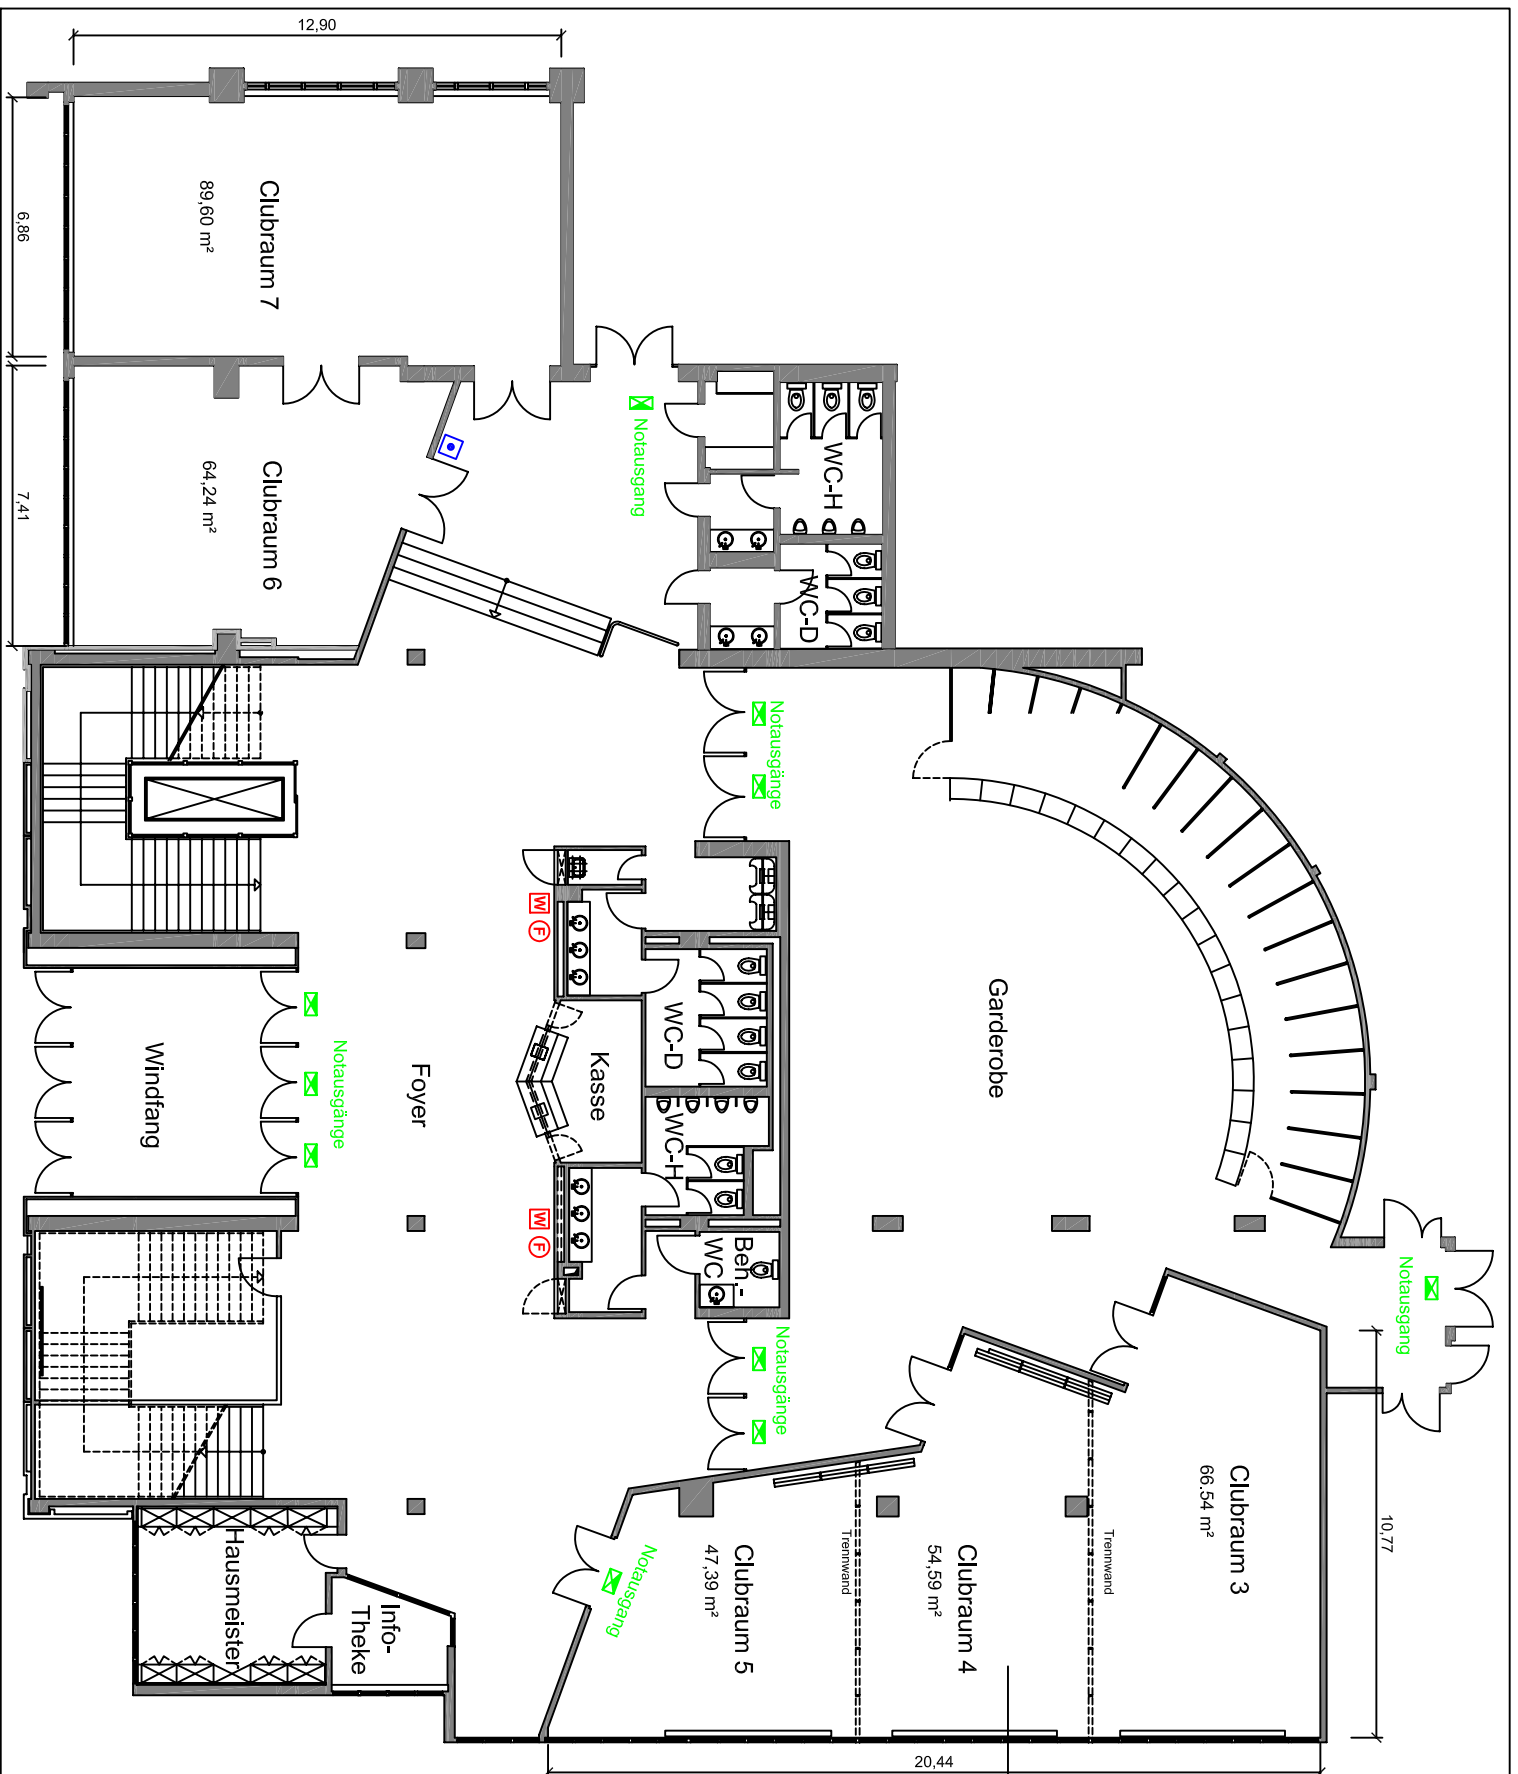 12,90
Clubraum 7
89,60 m²
6,86
Clubraum 6
64,24 m²
7,41
Notausgang
WC-H
WC-D
Notausgänge
Garderobe
W
F
WC-D
Kasse
WC-H
W
F
Beh.-
WC
Foyer
Notausgänge
Windfang
Notausgang
Notausgänge
Clubraum 3
66.54 m²
10,77
Trennwand
Clubraum 4
54,59 m²
Trennwand
Clubraum 5
47,39 m²
Notausgang
Info-
Theke
Hausmeister
20,44